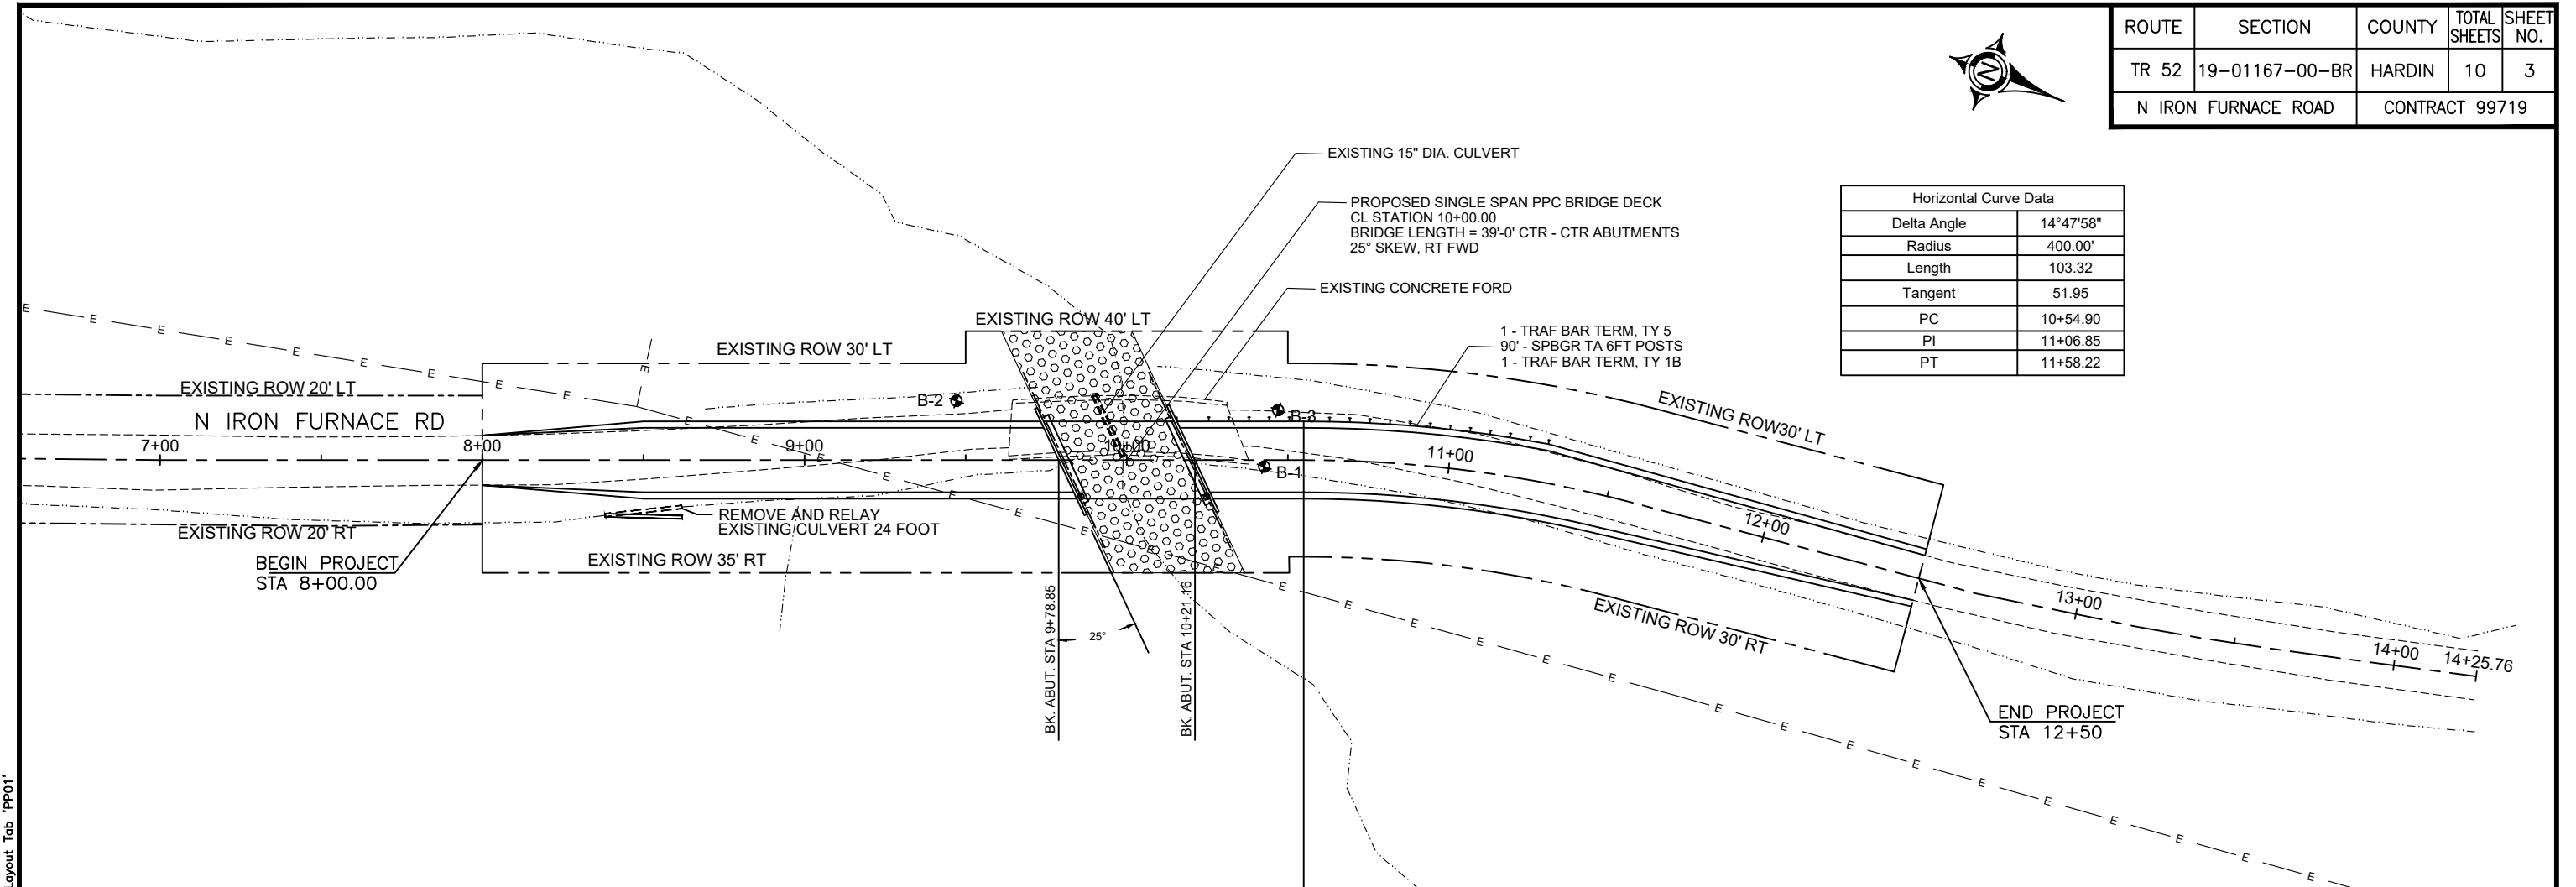 ROUTE SECTION COUNTY TOTAL SHEETS SHEET NO.
TR 52 19-01167-00-BR HARDIN 10 3
N IRON FURNACE ROAD CONTRACT 99719
N
EXISTING 15" DIA. CULVERT
PROPOSED SINGLE SPAN PPC BRIDGE DECK
CL STATION 10+00.00
BRIDGE LENGTH = 39'-0' CTR - CTR ABUTMENTS
25° SKEW, RT FWD
EXISTING CONCRETE FORD
1 - TRAF BAR TERM, TY 5
90' - SPBGR TA 6FT POSTS
1 - TRAF BAR TERM, TY 1B
Horizontal Curve Data
Delta Angle 14°47'58"
Radius 400.00'
Length 103.32
Tangent 51.95
PC 10+54.90
PI 11+06.85
PT 11+58.22
EXISTING ROW 40' LT
EXISTING ROW 30' LT
EXISTING ROW 20' LT
EXISTING ROW30' LT
N IRON FURNACE RD
B-2
B-3
B-1
7+00
8+00
9+00
10+00
11+00
12+00
13+00
14+00
14+25.76
REMOVE AND RELAY
EXISTING CULVERT 24 FOOT
EXISTING ROW 20' RT
EXISTING ROW 35' RT
EXISTING ROW 30' RT
BEGIN PROJECT
STA 8+00.00
BK. ABUT. STA 9+78.85
25°
BK. ABUT. STA 10+21.16
END PROJECT
STA 12+50
E E E E E E E E E E E E E E E E E E E E E E E E E E E E E E E E E E
Layout Tab 'PP01'